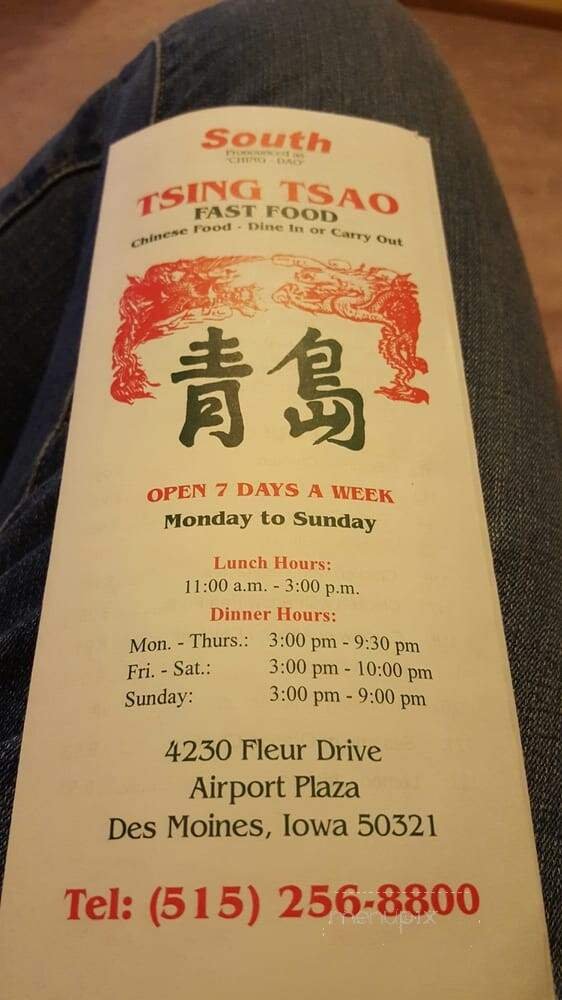 South
Pronounced as
"CHING - DAO"
TSING TSAO
FAST FOOD
Chinese Food - Dine In or Carry Out
青島
OPEN 7 DAYS A WEEK
Monday to Sunday
Lunch Hours:
11:00 a.m. - 3:00 p.m.
Dinner Hours:
Mon. - Thurs.: 3:00 pm - 9:30 pm
Fri. - Sat.: 3:00 pm - 10:00 pm
Sunday: 3:00 pm - 9:00 pm
4230 Fleur Drive
Airport Plaza
Des Moines, Iowa 50321
Tel: (515) 256-8800
menupix